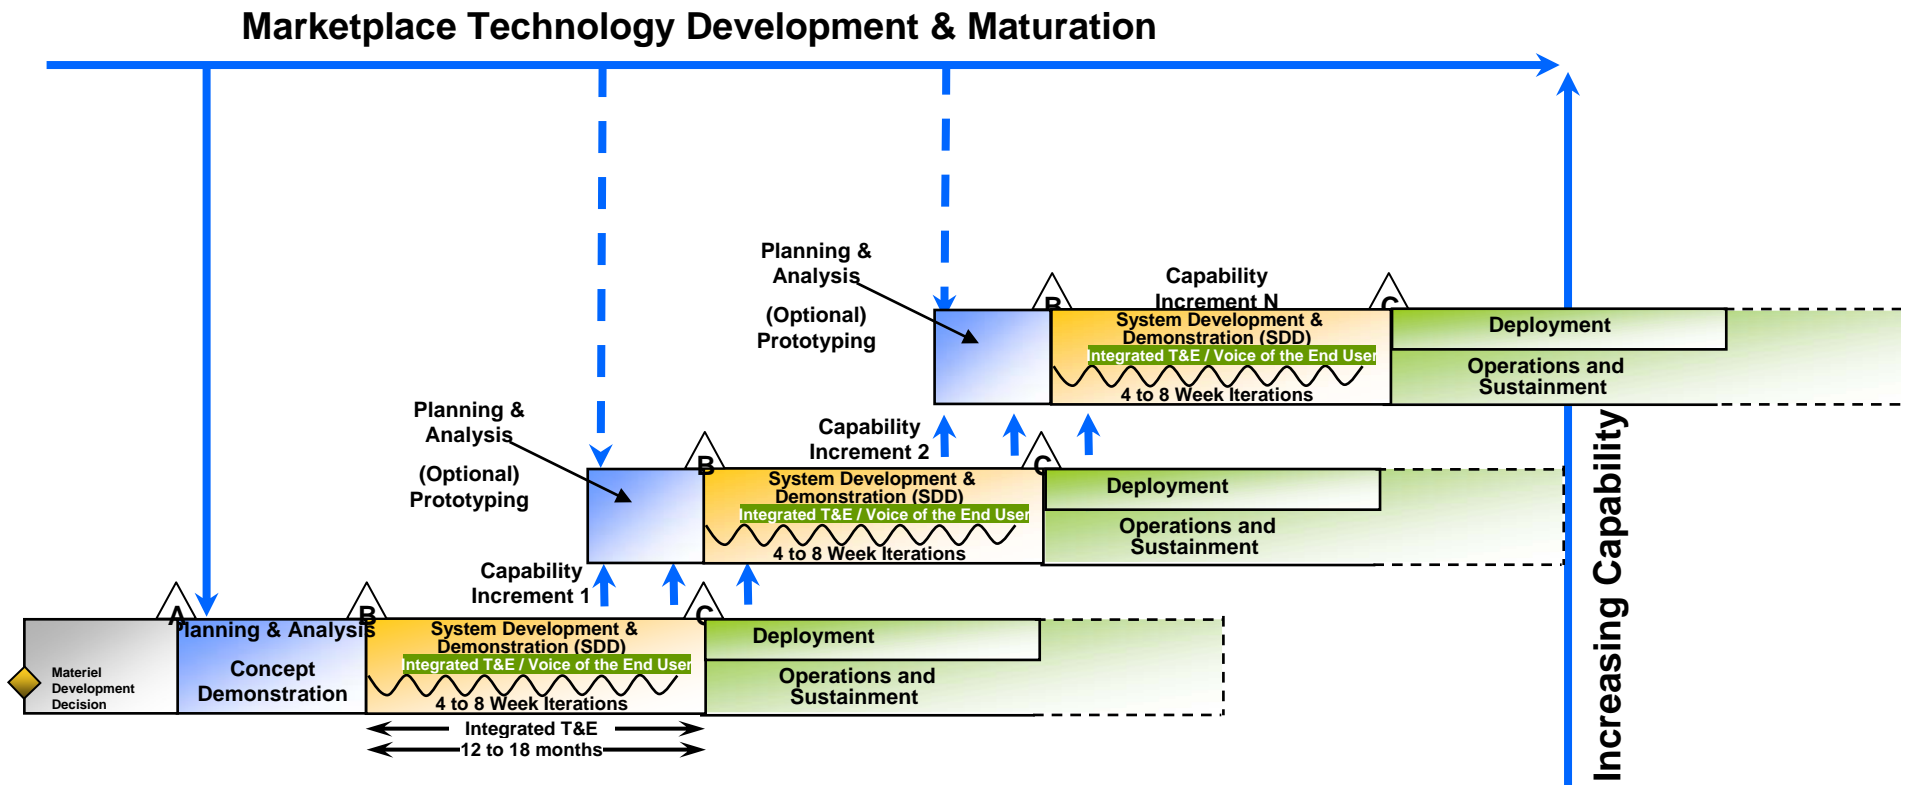 Marketplace Technology Development & Maturation
Planning &
Analysis
(Optional)
Prototyping
B
Capability
Increment N
C
System Development &
Demonstration (SDD)
Integrated T&E / Voice of the End User
4 to 8 Week Iterations
Deployment
Operations and
Sustainment
Planning &
Analysis
(Optional)
Prototyping
B
Capability
Increment 2
C
System Development &
Demonstration (SDD)
Integrated T&E / Voice of the End User
4 to 8 Week Iterations
Deployment
Operations and
Sustainment
Increasing Capability
Capability
Increment 1
A
B
C
Materiel
Development
Decision
Planning & Analysis
Concept
Demonstration
System Development &
Demonstration (SDD)
Integrated T&E / Voice of the End User
4 to 8 Week Iterations
Deployment
Operations and
Sustainment
Integrated T&E
12 to 18 months